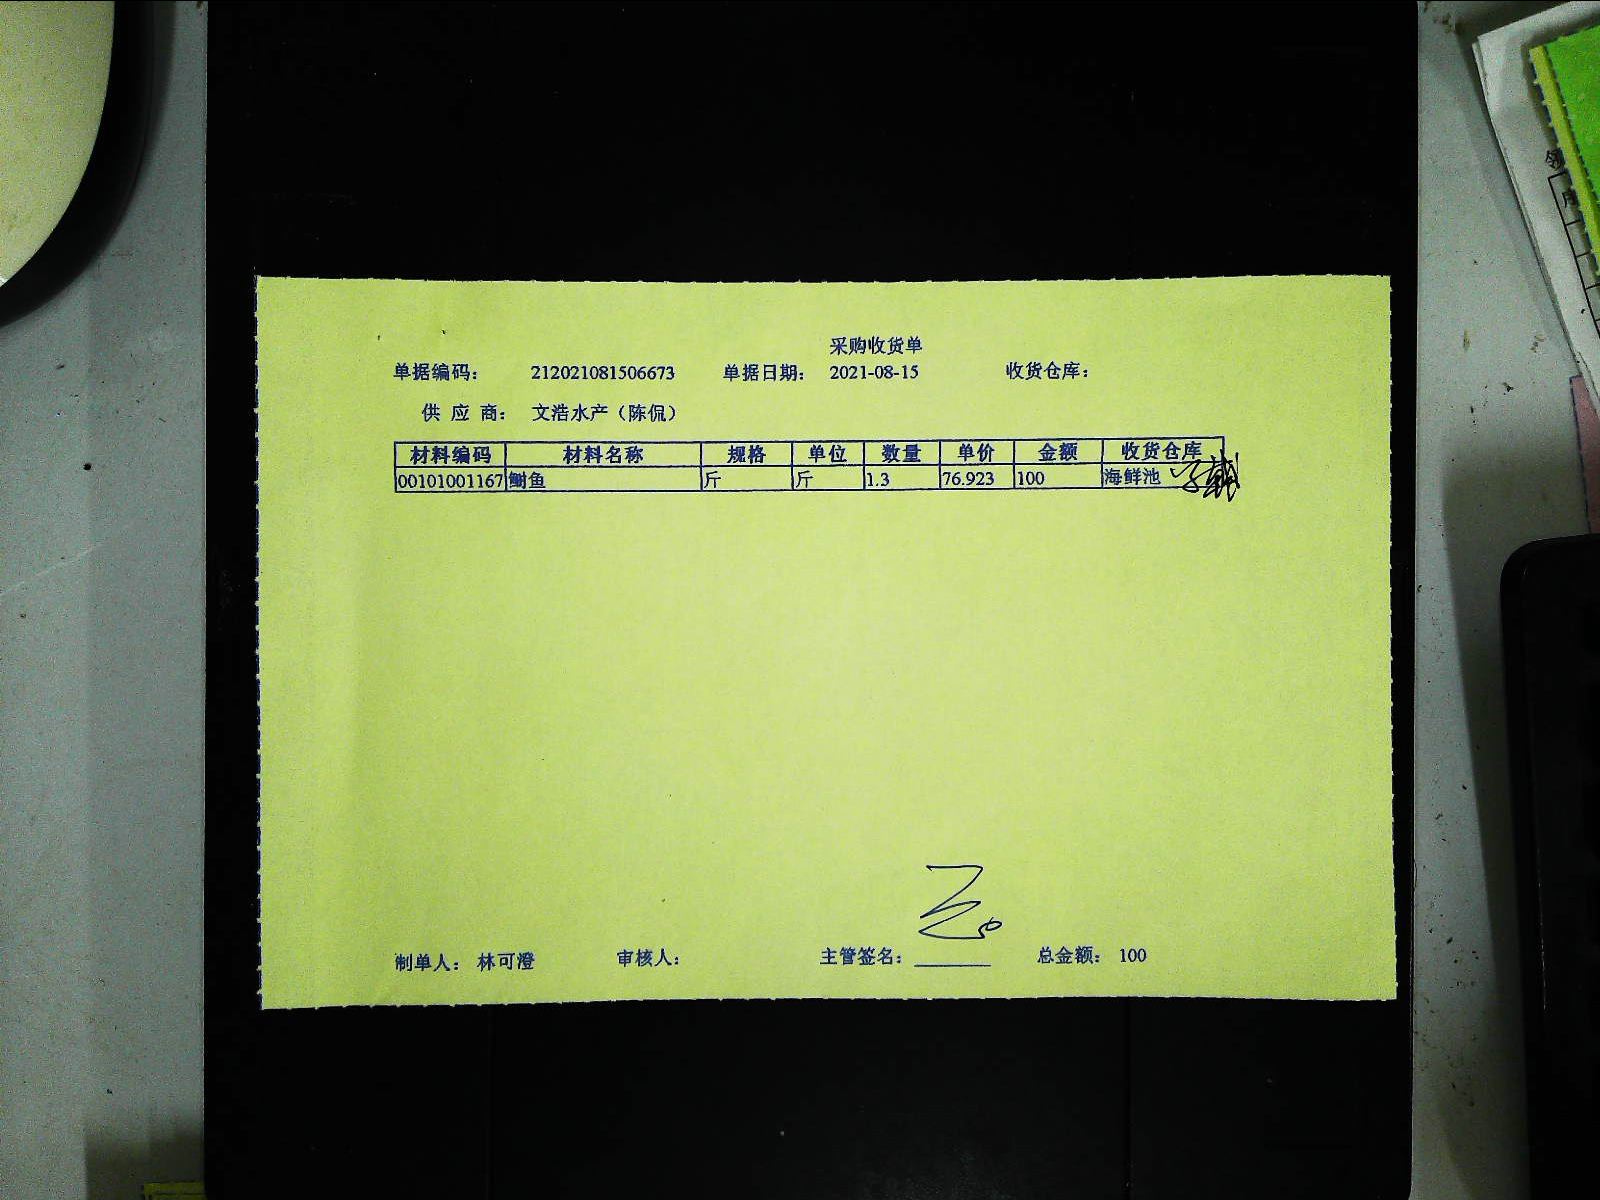 采购收货单
单据编码： 212021081506673 单据日期： 2021-08-15 收货仓库：
供 应 商： 文浩水产（陈侃）
材料编码 材料名称 规格 单位 数量 单价 金额 收货仓库
00101001167 鲥鱼 斤 斤 1.3 76.923 100 海鲜池
制单人： 林可澄 审核人： 主管签名： 总金额： 100